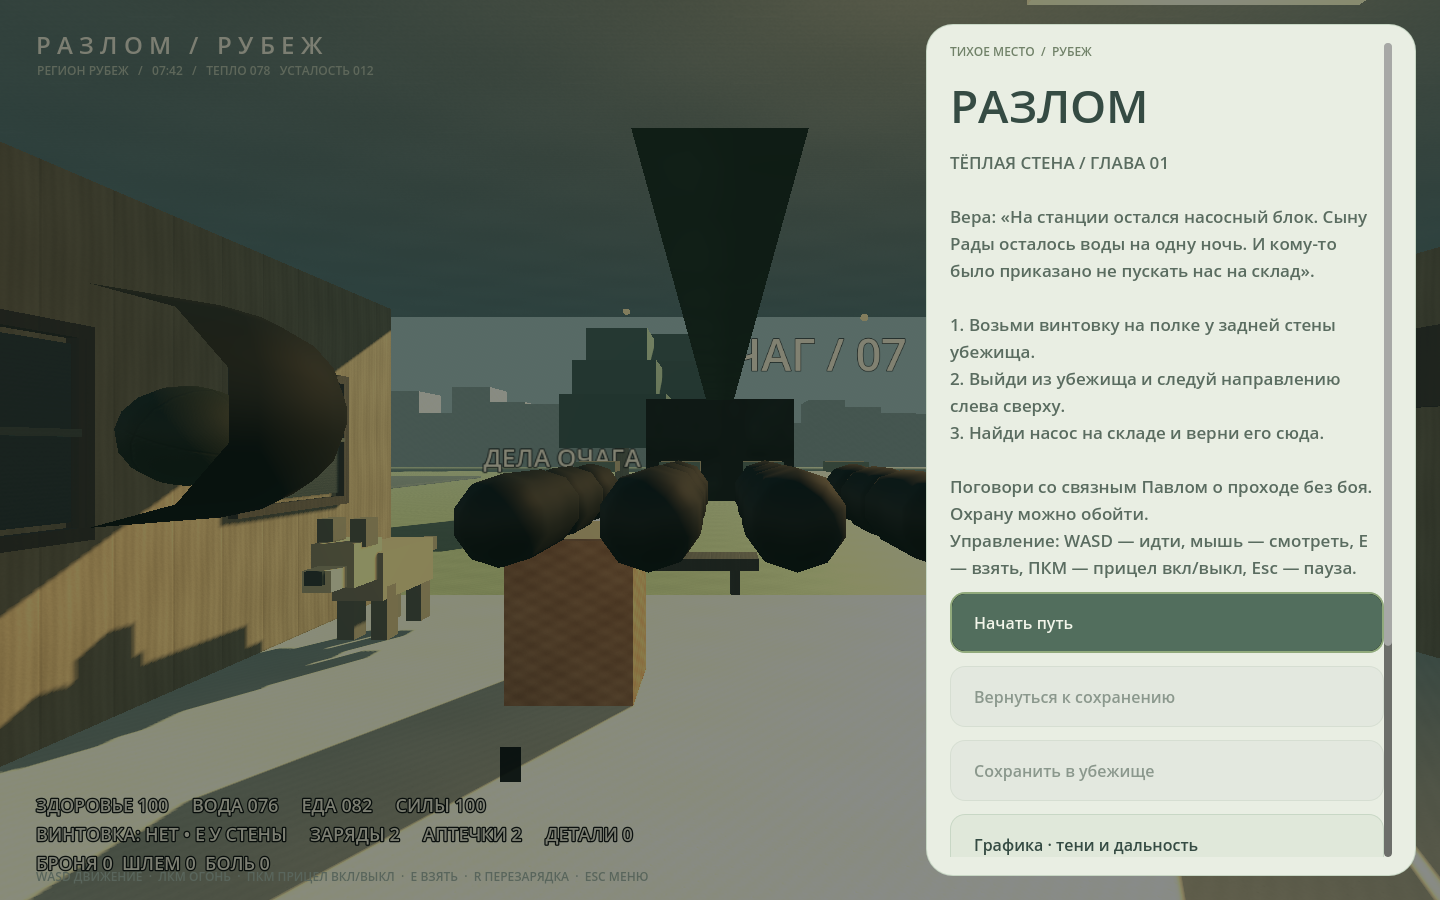 РАЗЛОМ / РУБЕЖ
РЕГИОН РУБЕЖ / 07:42 / ТЕПЛО 078 УСТАЛОСТЬ 012
ЧАГ / 07
ДЕЛА ОЧАГА
ЗДОРОВЬЕ 100 ВОДА 076 ЕДА 082 СИЛЫ 100
ВИНТОВКА: НЕТ • E У СТЕНЫ ЗАРЯДЫ 2 АПТЕЧКИ 2 ДЕТАЛИ 0
БРОНЯ 0 ШЛЕМ 0 БОЛЬ 0
WASD ДВИЖЕНИЕ · ЛКМ ОГОНЬ · ПКМ ПРИЦЕЛ ВКЛ/ВЫКЛ · E ВЗЯТЬ · R ПЕРЕЗАРЯДКА · ESC МЕНЮ
ТИХОЕ МЕСТО / РУБЕЖ
РАЗЛОМ
ТЁПЛАЯ СТЕНА / ГЛАВА 01
Вера: «На станции остался насосный блок. Сыну
Рады осталось воды на одну ночь. И кому-то
было приказано не пускать нас на склад».
1. Возьми винтовку на полке у задней стены
убежища.
2. Выйди из убежища и следуй направлению
слева сверху.
3. Найди насос на складе и верни его сюда.
Поговори со связным Павлом о проходе без боя.
Охрану можно обойти.
Управление: WASD — идти, мышь — смотреть, E
— взять, ПКМ — прицел вкл/выкл, Esc — пауза.
Начать путь
Вернуться к сохранению
Сохранить в убежище
Графика · тени и дальность